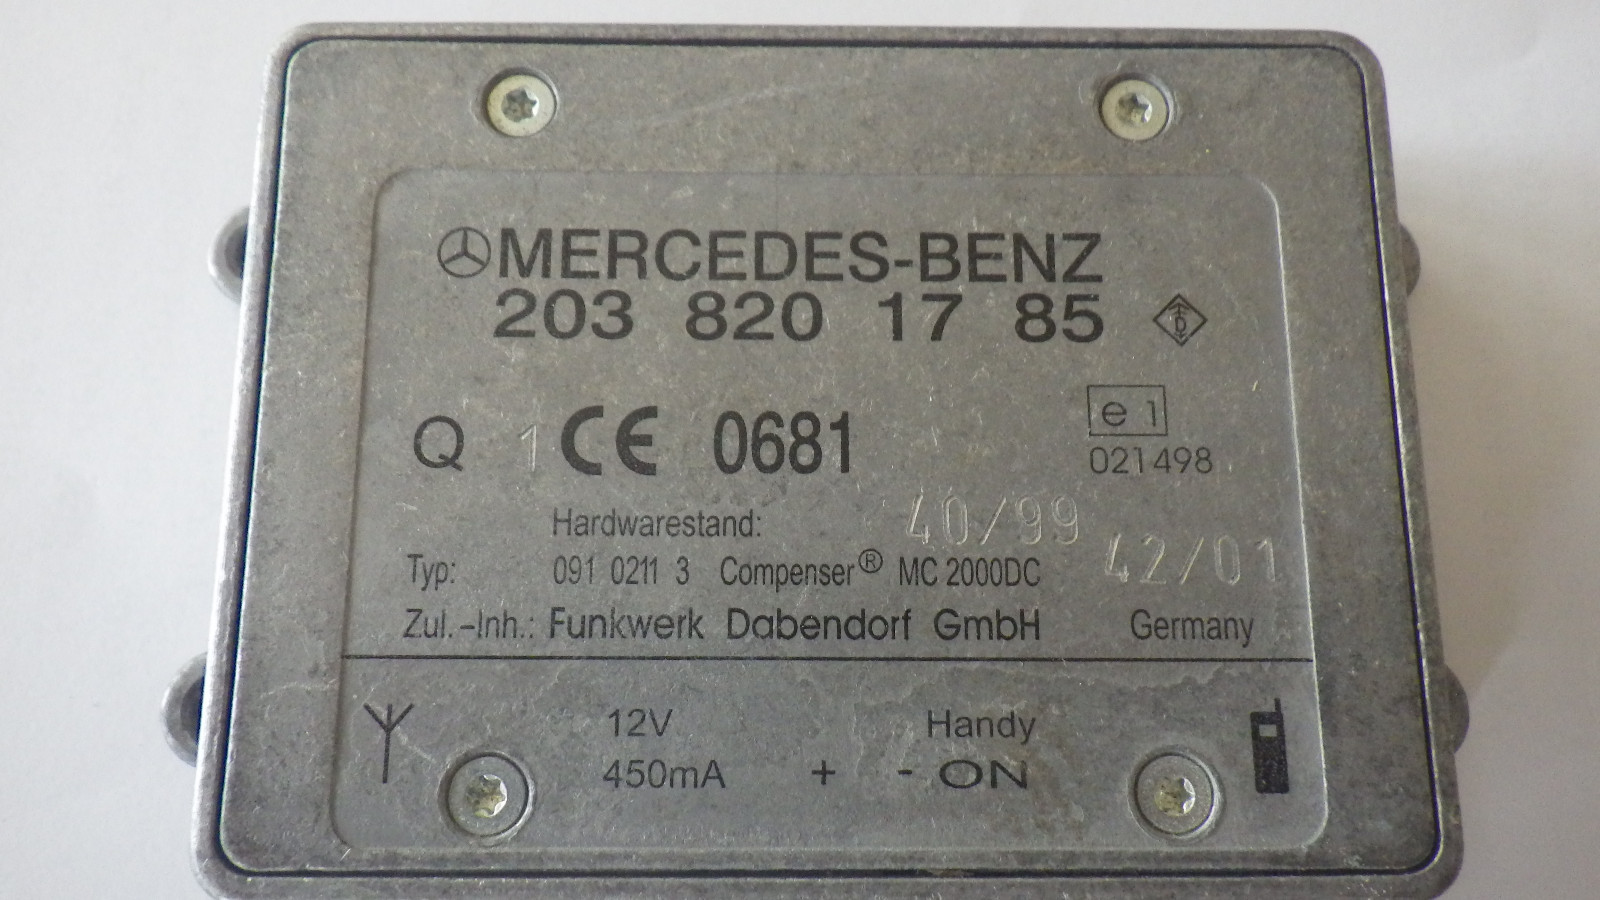 MERCEDES-BENZ
203 820 17 85
D
Q 1 CE 0681
e1
021498
Hardwarestand: 40/99
42/01
Typ: 091 0211 3 Compenser® MC 2000DC
Zul.-Inh.: Funkwerk Dabendorf GmbH Germany
12V Handy
450mA + - ON